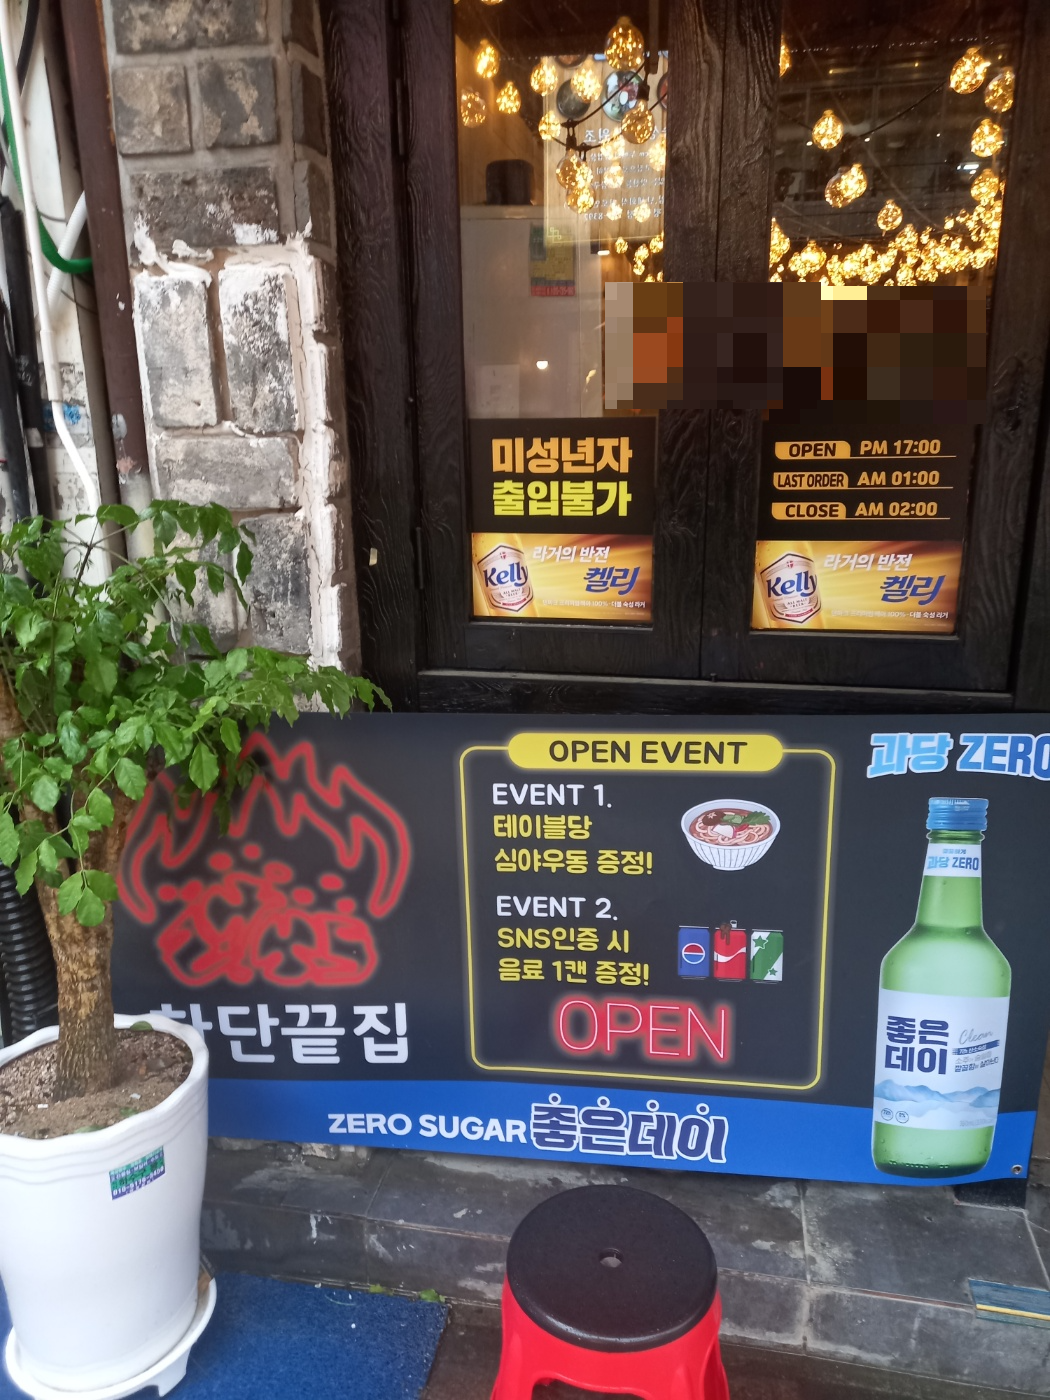 미성년자
출입불가
Kelly
라거의 반전
켈리
OPEN PM 17:00
LAST ORDER AM 01:00
CLOSE AM 02:00
Kelly
라거의 반전
켈리
단끝집
OPEN EVENT
EVENT 1.
테이블당
심야우동 증정!
EVENT 2.
SNS인증 시
음료 1캔 증정!
OPEN
과당 ZERO
과당 ZERO
좋은
데이
Clean
ZERO SUGAR 좋은데이